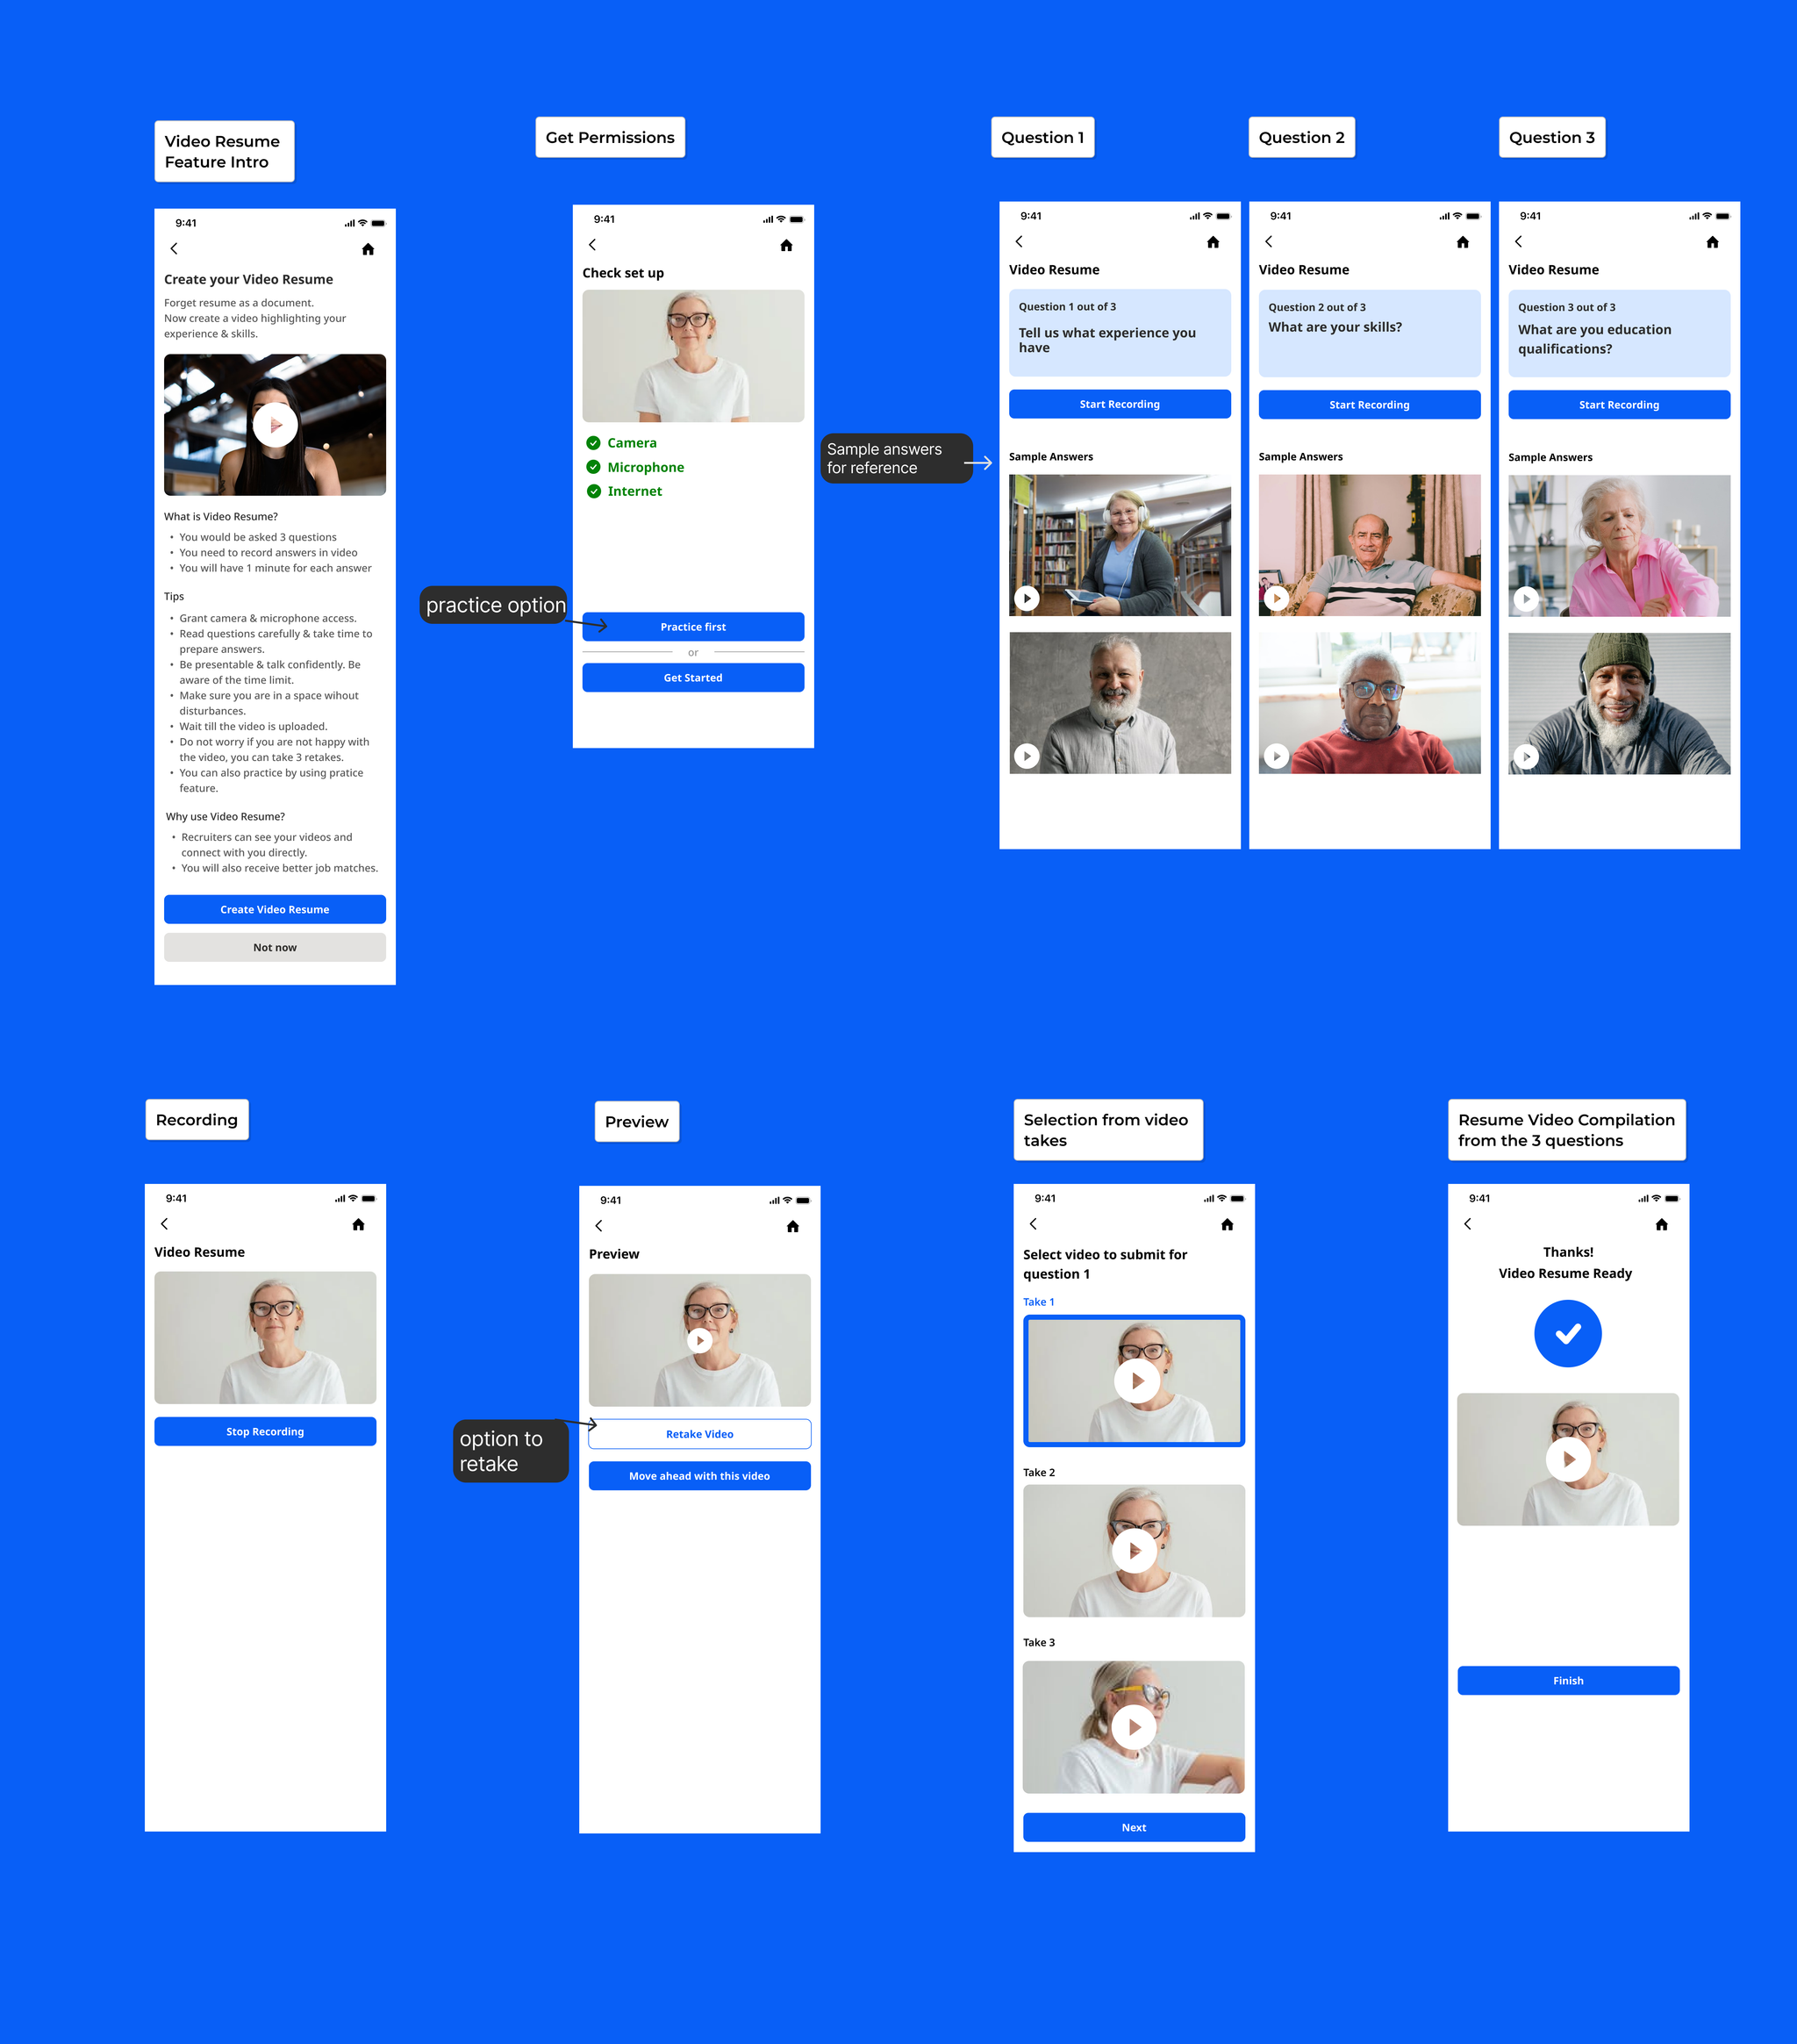 Video Resume
Feature Intro
9:41
Create your Video Resume
Forget resume as a document.
Now create a video highlighting your
experience & skills.
What is Video Resume?
• You would be asked 3 questions
• You need to record answers in video
• You will have 1 minute for each answer
Tips
• Grant camera & microphone access.
• Read questions carefully & take time to
prepare answers.
• Be presentable & talk confidently. Be
aware of the time limit.
• Make sure you are in a space wihout
disturbances.
• Wait till the video is uploaded.
• Do not worry if you are not happy with
the video, you can take 3 retakes.
• You can also practice by using pratice
feature.
Why use Video Resume?
• Recruiters can see your videos and
connect with you directly.
• You will also receive better job matches.
Create Video Resume
Not now
Get Permissions
9:41
Check set up
Camera
Microphone
Internet
practice option
Practice first
or
Get Started
Sample answers
for reference
Question 1
9:41
Video Resume
Question 1 out of 3
Tell us what experience you
have
Start Recording
Sample Answers
Question 2
9:41
Video Resume
Question 2 out of 3
What are your skills?
Start Recording
Sample Answers
Question 3
9:41
Video Resume
Question 3 out of 3
What are you education
qualifications?
Start Recording
Sample Answers
Recording
9:41
Video Resume
Stop Recording
Preview
9:41
Preview
option to
retake
Retake Video
Move ahead with this video
Selection from video
takes
9:41
Select video to submit for
question 1
Take 1
Take 2
Take 3
Next
Resume Video Compilation
from the 3 questions
9:41
Thanks!
Video Resume Ready
Finish